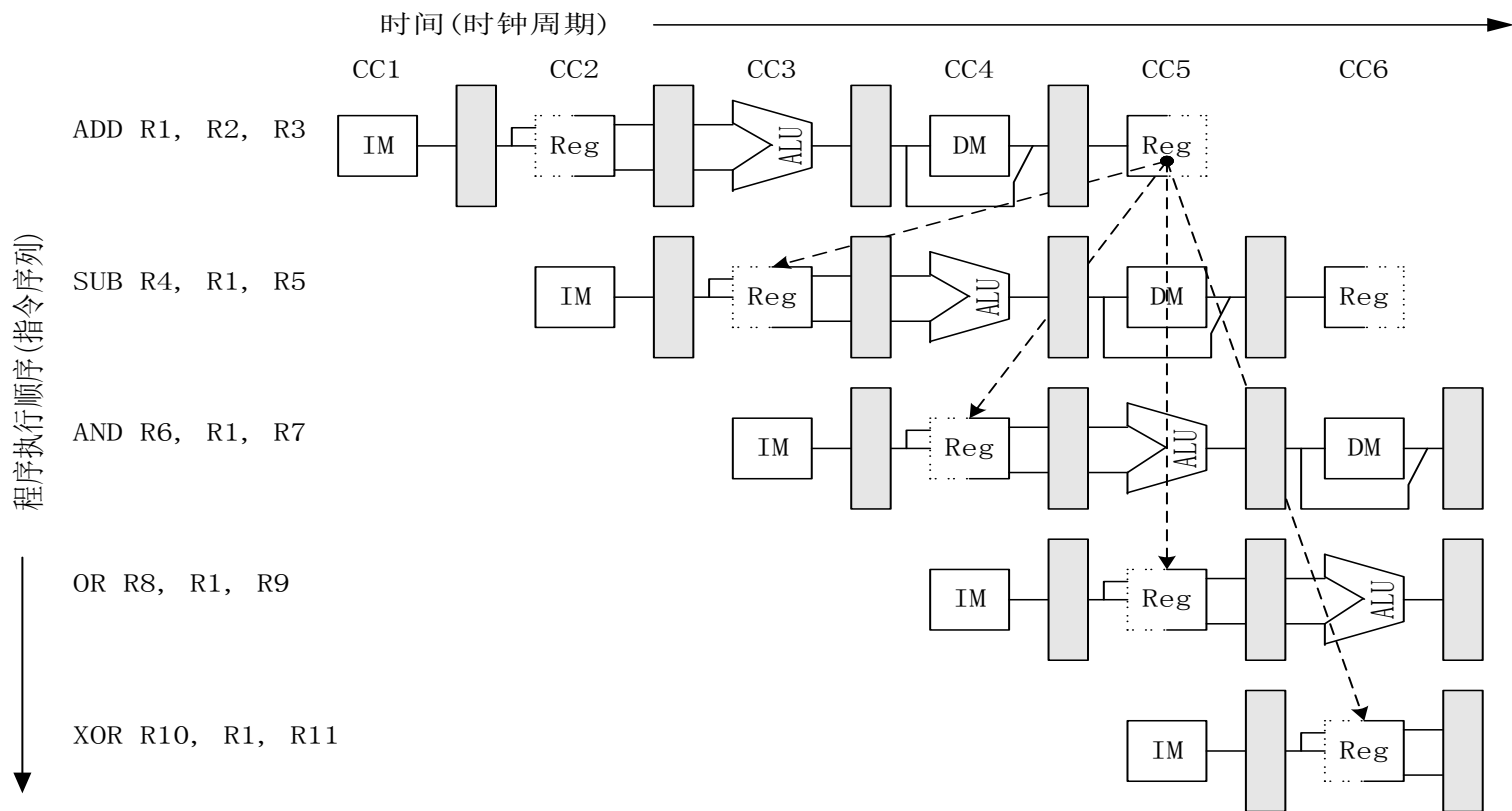 时间(时钟周期)
CC1 CC2 CC3 CC4 CC5 CC6
ADD R1, R2, R3
IM Reg ALU DM Reg
SUB R4, R1, R5
IM Reg ALU DM Reg
AND R6, R1, R7
IM Reg ALU DM
OR R8, R1, R9
IM Reg ALU
XOR R10, R1, R11
IM Reg
程序执行顺序(指令序列)